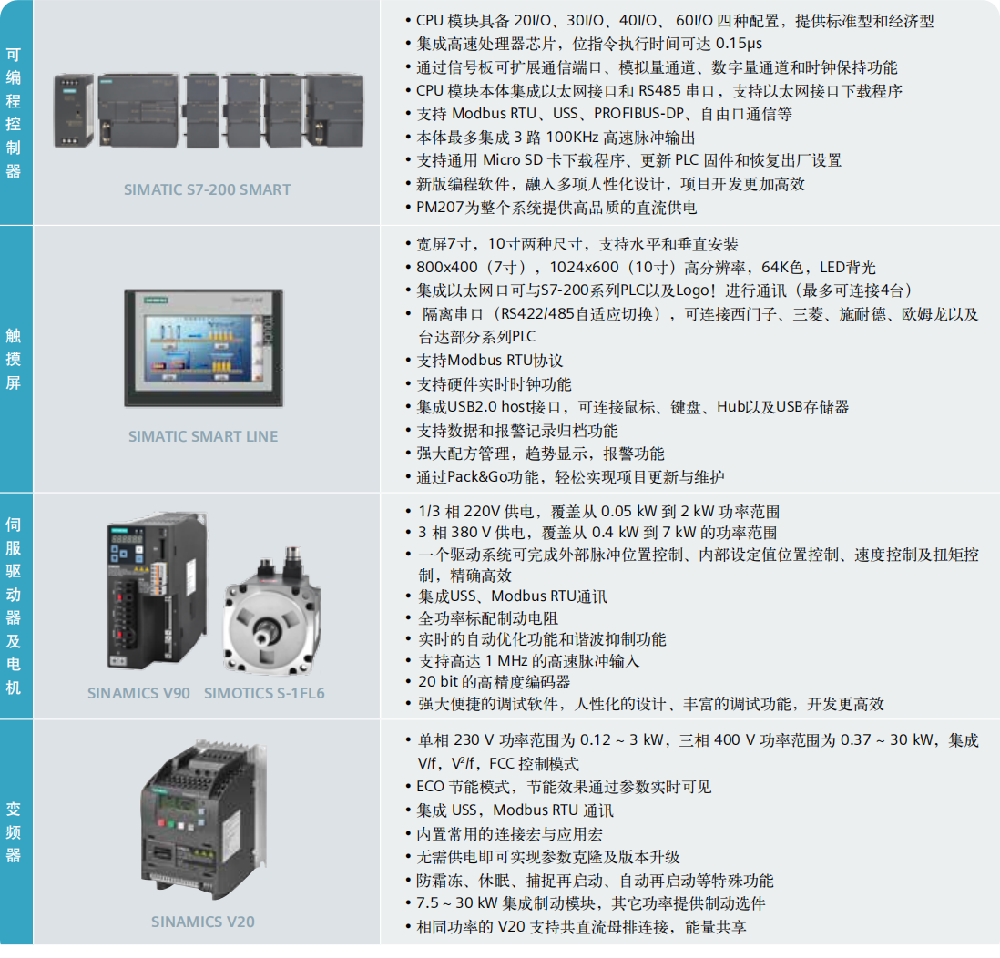 可编程控制器
SIMATIC S7-200 SMART
• CPU 模块具备 20I/O、30I/O、40I/O、 60I/O 四种配置，提供标准型和经济型
• 集成高速处理器芯片，位指令执行时间可达 0.15μs
• 通过信号板可扩展通信端口、模拟量通道、数字量通道和时钟保持功能
• CPU 模块本体集成以太网接口和 RS485 串口，支持以太网接口下载程序
• 支持 Modbus RTU、USS、PROFIBUS-DP、自由口通信等
• 本体最多集成 3 路 100KHz 高速脉冲输出
• 支持通用 Micro SD 卡下载程序、更新 PLC 固件和恢复出厂设置
• 新版编程软件，融入多项人性化设计，项目开发更加高效
• PM207为整个系统提供高品质的直流供电
触摸屏
SIEMENS
SIMATIC SMART LINE
• 宽屏7寸，10寸两种尺寸，支持水平和垂直安装
• 800x400（7寸），1024x600（10寸）高分辨率，64K色，LED背光
• 集成以太网口可与S7-200系列PLC以及Logo！进行通讯（最多可连接4台）
• 隔离串口（RS422/485自适应切换），可连接西门子、三菱、施耐德、欧姆龙以及
台达部分系列PLC
• 支持Modbus RTU协议
• 支持硬件实时时钟功能
• 集成USB2.0 host接口，可连接鼠标、键盘、Hub以及USB存储器
• 支持数据和报警记录归档功能
• 强大配方管理，趋势显示，报警功能
• 通过Pack&Go功能，轻松实现项目更新与维护
伺服驱动器及电机
SINAMICS V90 SIMOTICS S-1FL6
• 1/3 相 220V 供电，覆盖从 0.05 kW 到 2 kW 功率范围
• 3 相 380 V 供电，覆盖从 0.4 kW 到 7 kW 的功率范围
• 一个驱动系统可完成外部脉冲位置控制、内部设定值位置控制、速度控制及扭矩控
制，精确高效
• 集成USS、Modbus RTU通讯
• 全功率标配制动电阻
• 实时的自动优化功能和谐波抑制功能
• 支持高达 1 MHz 的高速脉冲输入
• 20 bit 的高精度编码器
• 强大便捷的调试软件，人性化的设计、丰富的调试功能，开发更高效
变频器
SINAMICS V20
• 单相 230 V 功率范围为 0.12 ~ 3 kW，三相 400 V 功率范围为 0.37 ~ 30 kW，集成
V/f，V²/f，FCC 控制模式
• ECO 节能模式，节能效果通过参数实时可见
• 集成 USS，Modbus RTU 通讯
• 内置常用的连接宏与应用宏
• 无需供电即可实现参数克隆及版本升级
• 防霜冻、休眠、捕捉再启动、自动再启动等特殊功能
• 7.5 ~ 30 kW 集成制动模块，其它功率提供制动选件
• 相同功率的 V20 支持共直流母排连接，能量共享